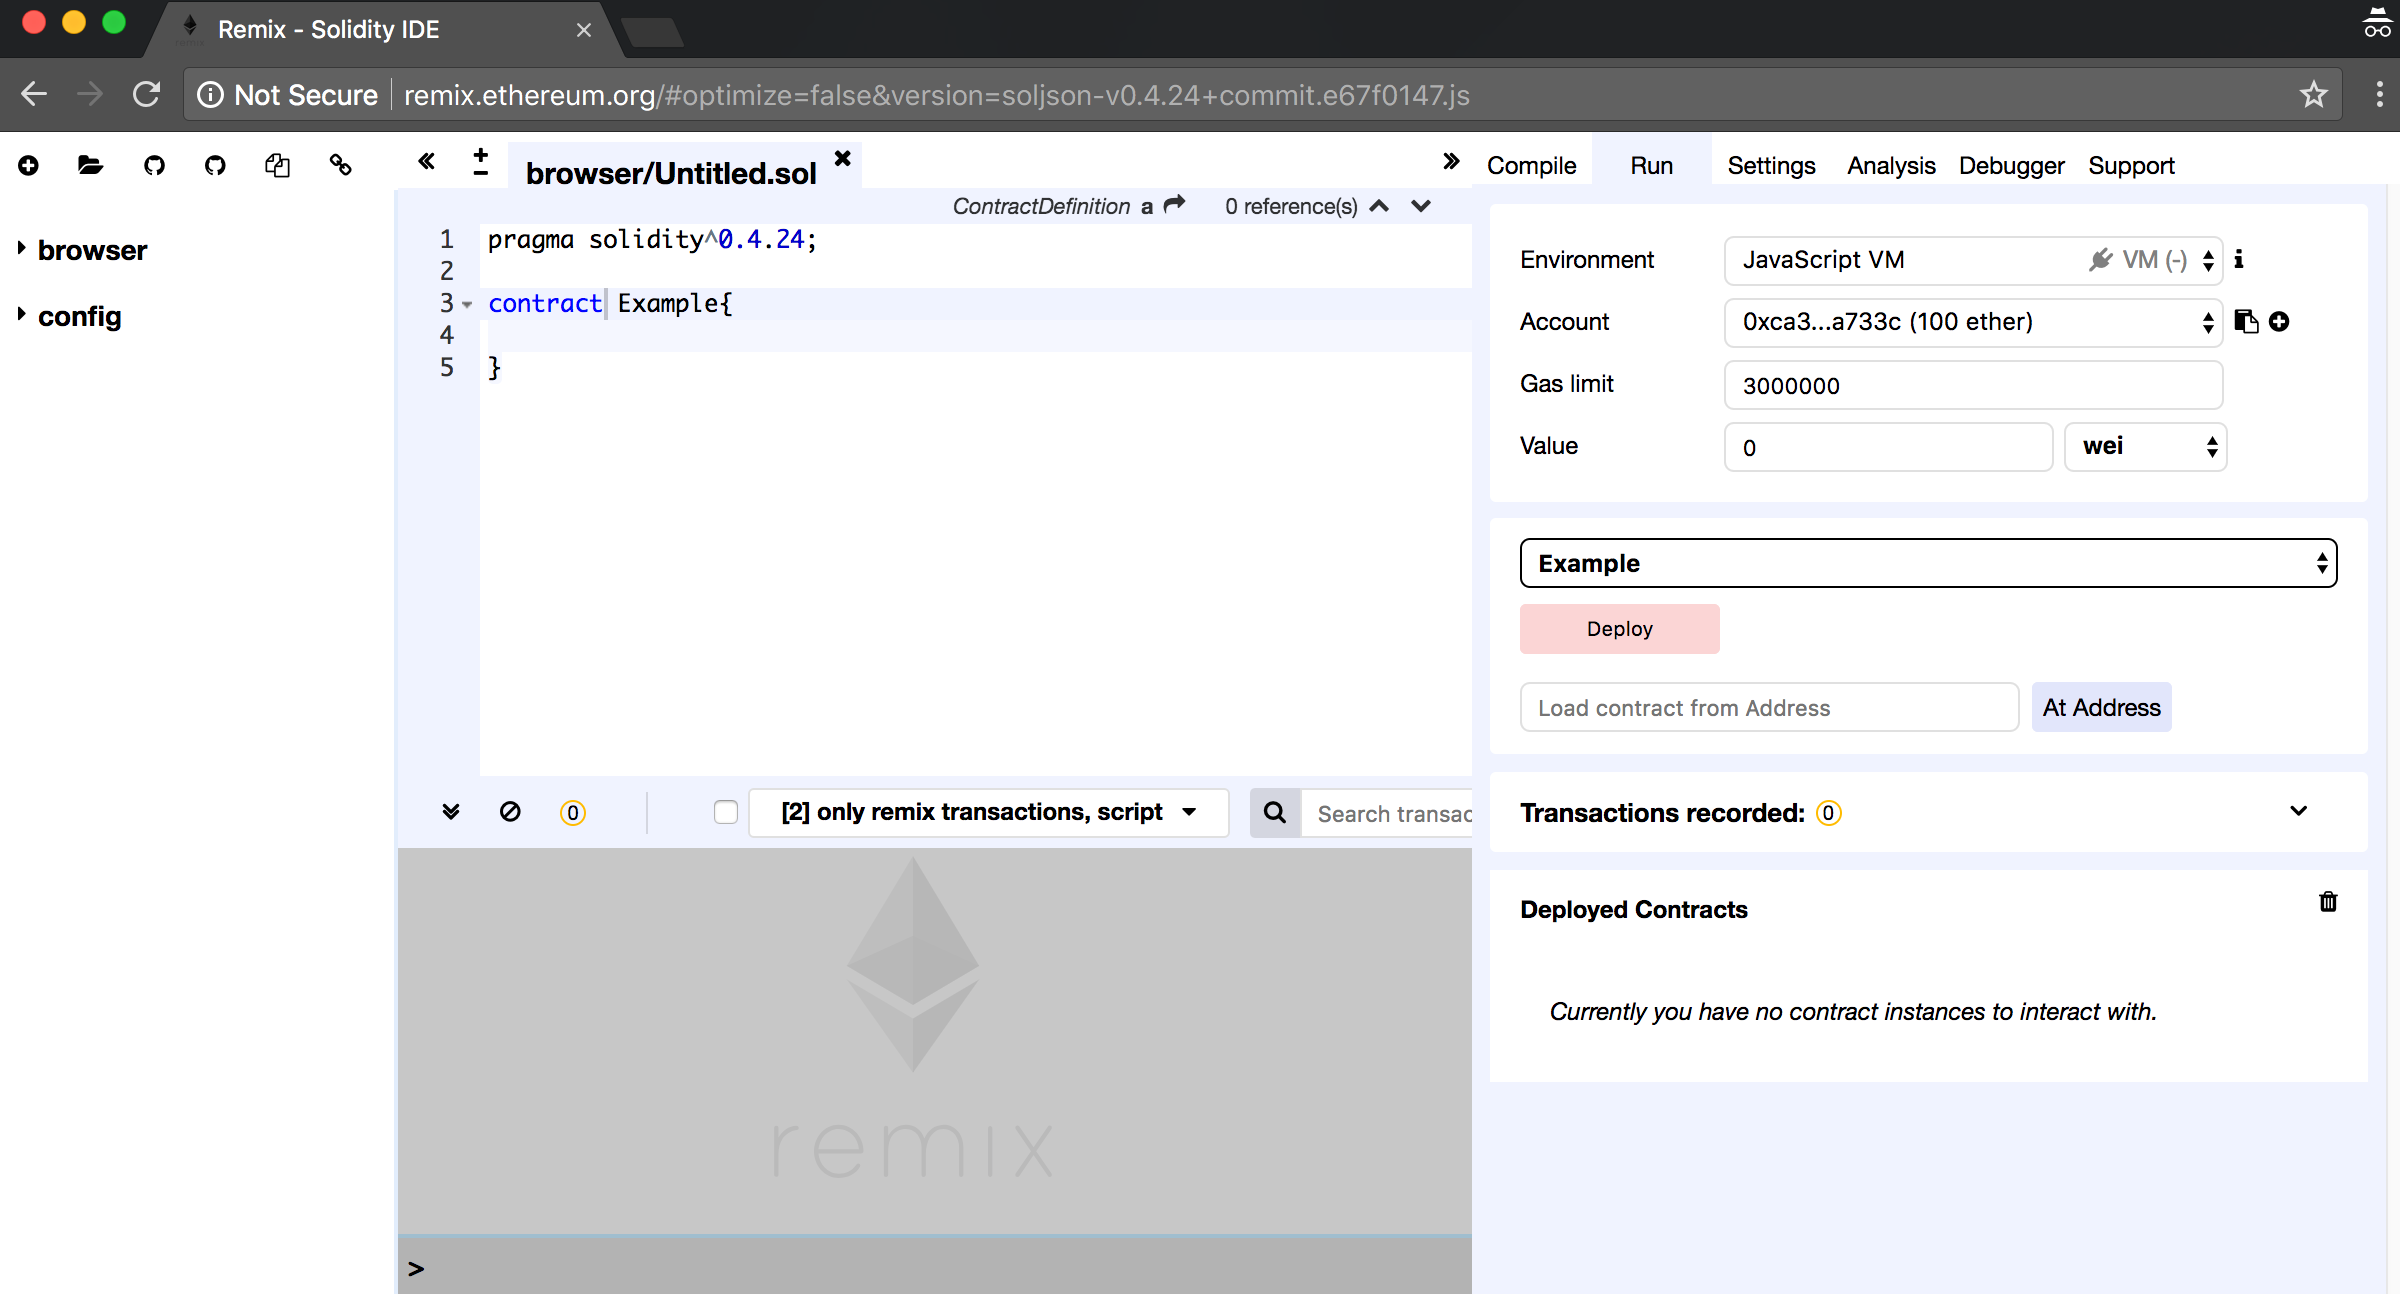 Remix - Solidity IDE
Not Secure remix.ethereum.org/#optimize=false&version=soljson-v0.4.24+commit.e67f0147.js
browser/Untitled.sol
Compile Run Settings Analysis Debugger Support
browser
config
ContractDefinition a 0 reference(s)
1 pragma solidity^0.4.24;
2
3 contract Example{
4
5 }
Environment JavaScript VM VM (-)
Account 0xca3...a733c (100 ether)
Gas limit 3000000
Value 0 wei
Example
Deploy
Load contract from Address At Address
0 [2] only remix transactions, script Search transac
Transactions recorded: 0
Deployed Contracts
Currently you have no contract instances to interact with.
remix
>